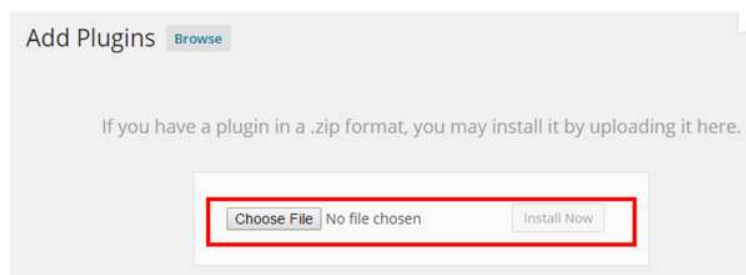 Add Plugins Browse
If you have a plugin in a .zip format, you may install it by uploading it here.
Choose File No file chosen Install Now